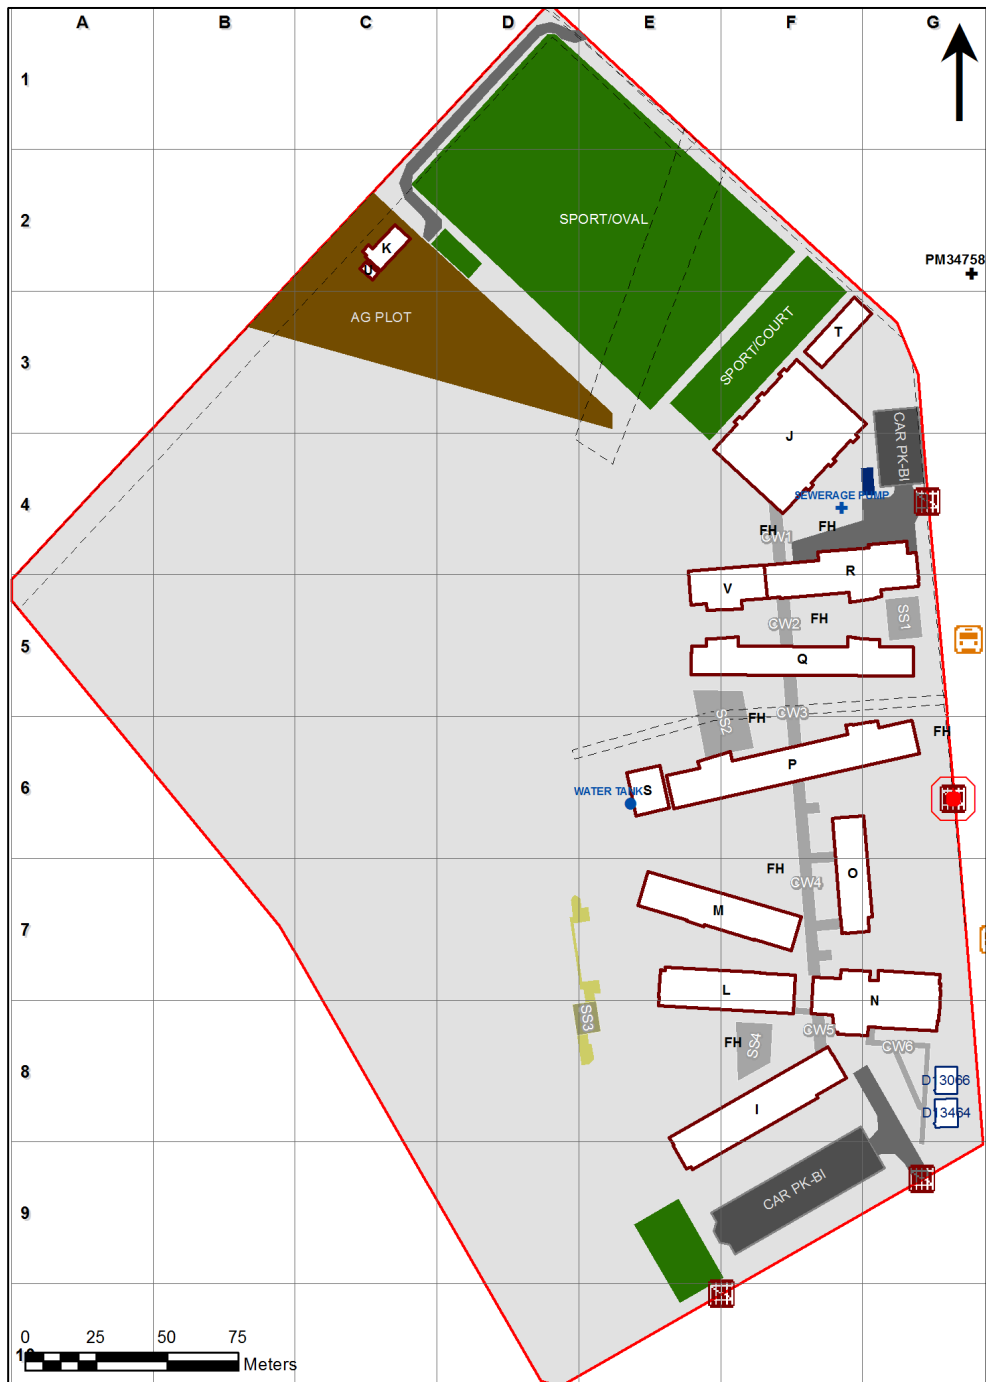 A B C D E F G
1
SPORT/OVAL
2
K
U
PM34758
AG PLOT
SPORT/COURT
T
3
J
CAR PK-BI
4
SEWERAGE PUMP
FH
FH
CW1
R
V
5
CW2
FH
SS1
Q
SS2
FH
CW3
FH
P
6
WATER TANK
S
FH
CW4
O
7
M
L
N
SS3
FH
SS4
CW5
CW6
8
D13066
D13464
I
CAR PK-BI
9
0 25 50 75
10
Meters